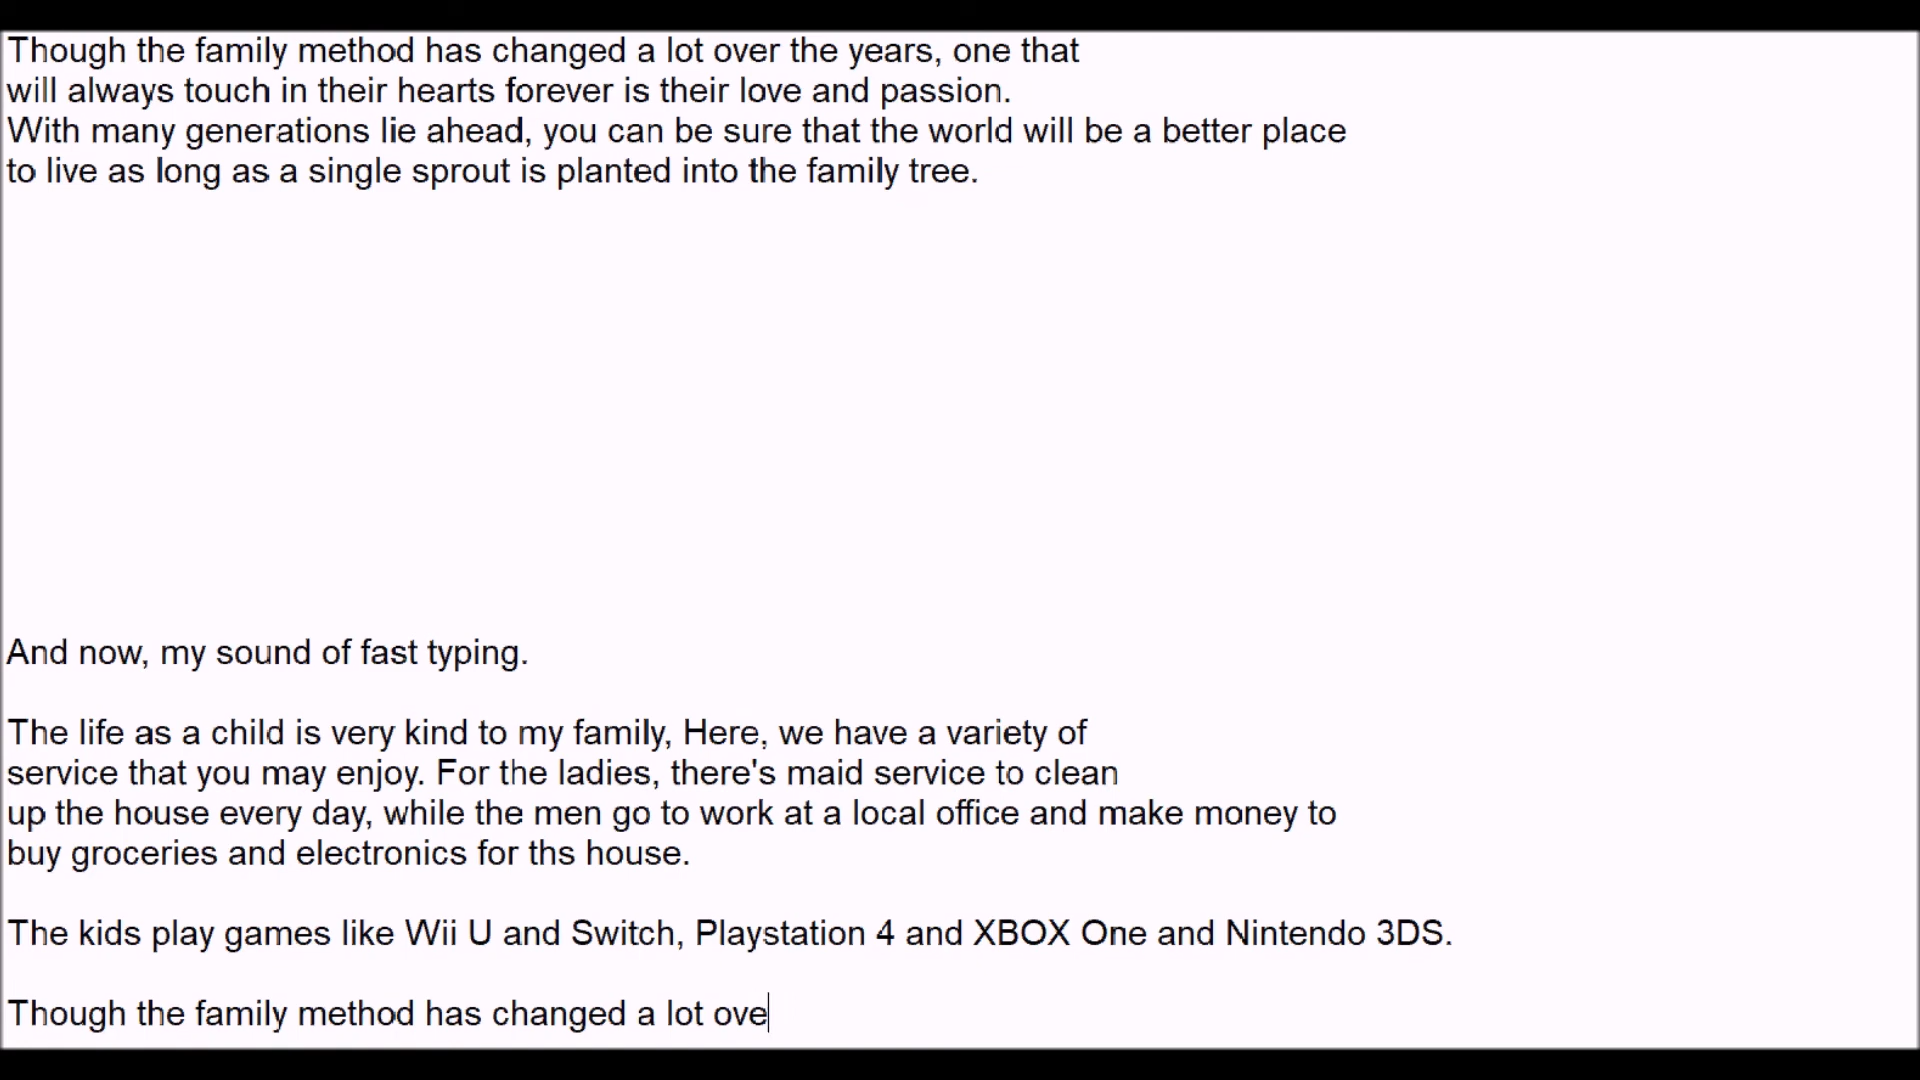 Though the family method has changed a lot over the years, one that
will always touch in their hearts forever is their love and passion.
With many generations lie ahead, you can be sure that the world will be a better place
to live as long as a single sprout is planted into the family tree.
And now, my sound of fast typing.
The life as a child is very kind to my family, Here, we have a variety of
service that you may enjoy. For the ladies, there's maid service to clean
up the house every day, while the men go to work at a local office and make money to
buy groceries and electronics for ths house.
The kids play games like Wii U and Switch, Playstation 4 and XBOX One and Nintendo 3DS.
Though the family method has changed a lot ove